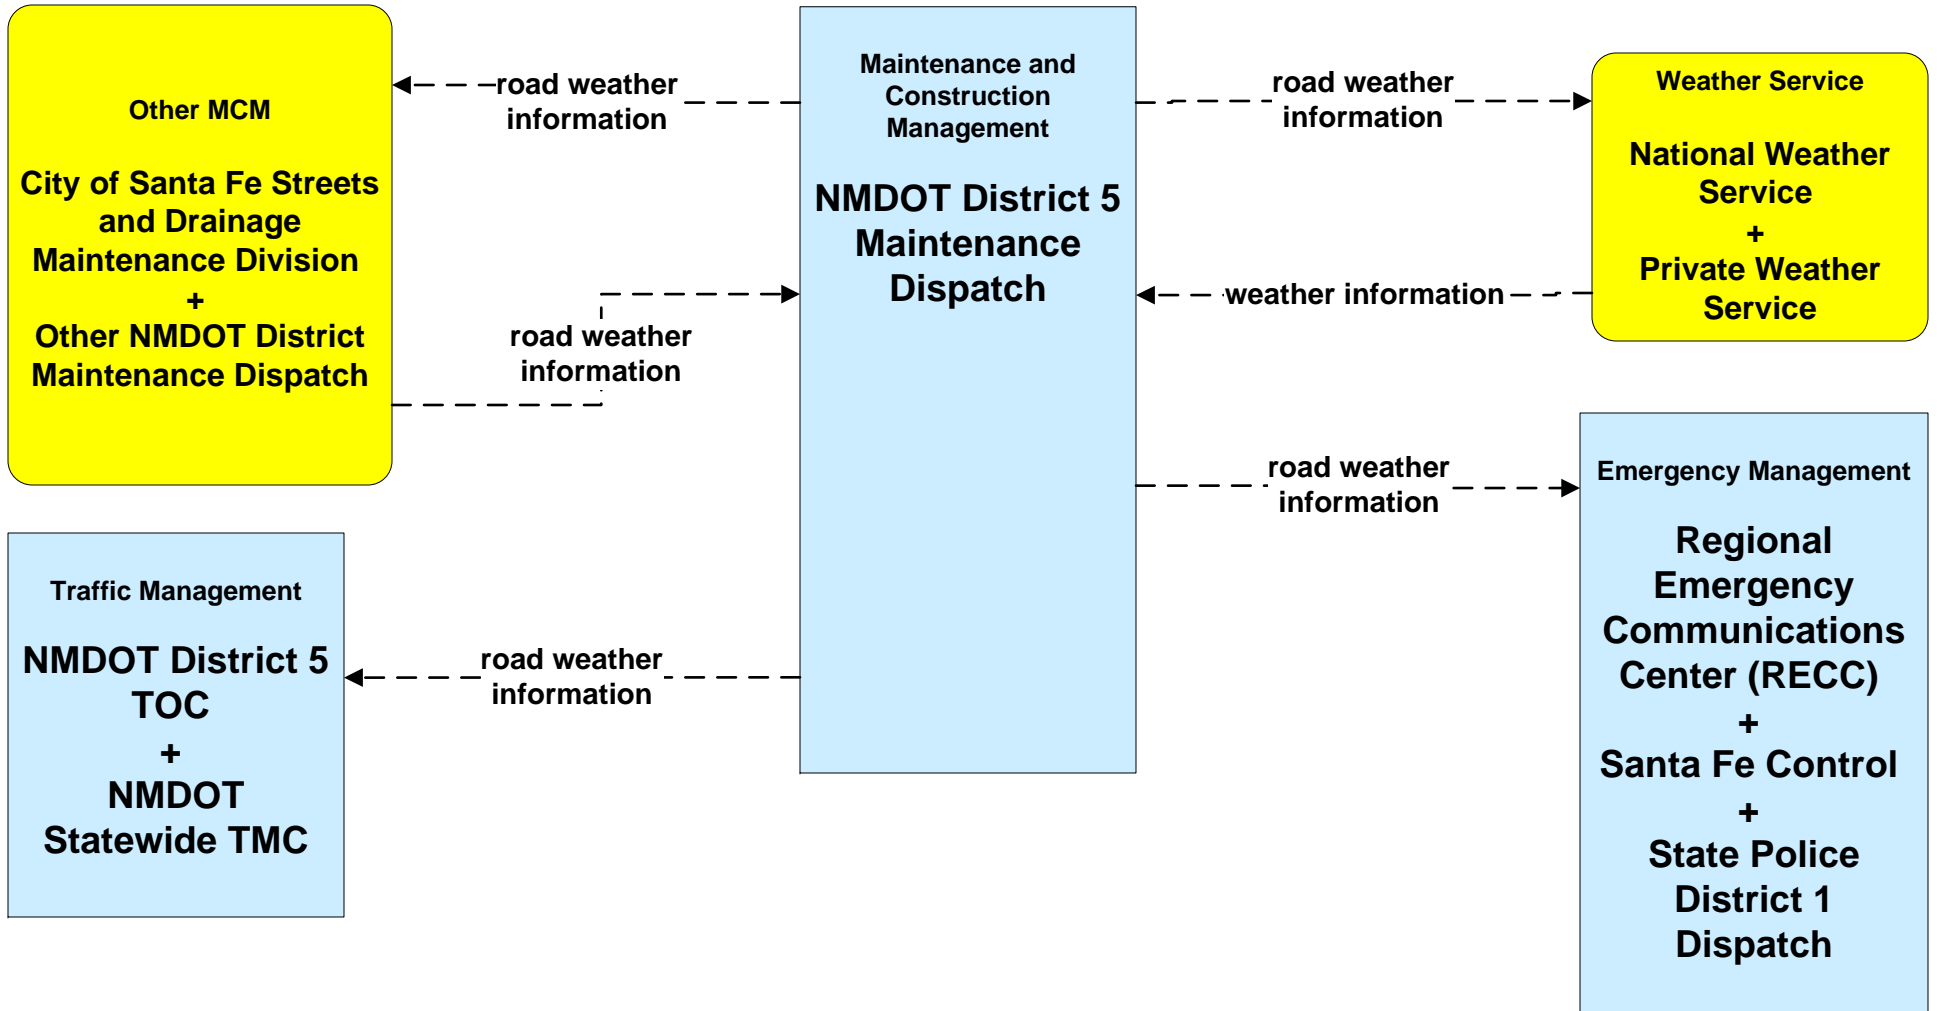 Other MCM
City of Santa Fe Streets
and Drainage
Maintenance Division
+
Other NMDOT District
Maintenance Dispatch
road weather
information
road weather
information
Maintenance and
Construction
Management
NMDOT District 5
Maintenance
Dispatch
road weather
information
weather information
Weather Service
National Weather
Service
+
Private Weather
Service
Traffic Management
NMDOT District 5
TOC
+
NMDOT
Statewide TMC
road weather
information
road weather
information
Emergency Management
Regional
Emergency
Communications
Center (RECC)
+
Santa Fe Control
+
State Police
District 1
Dispatch